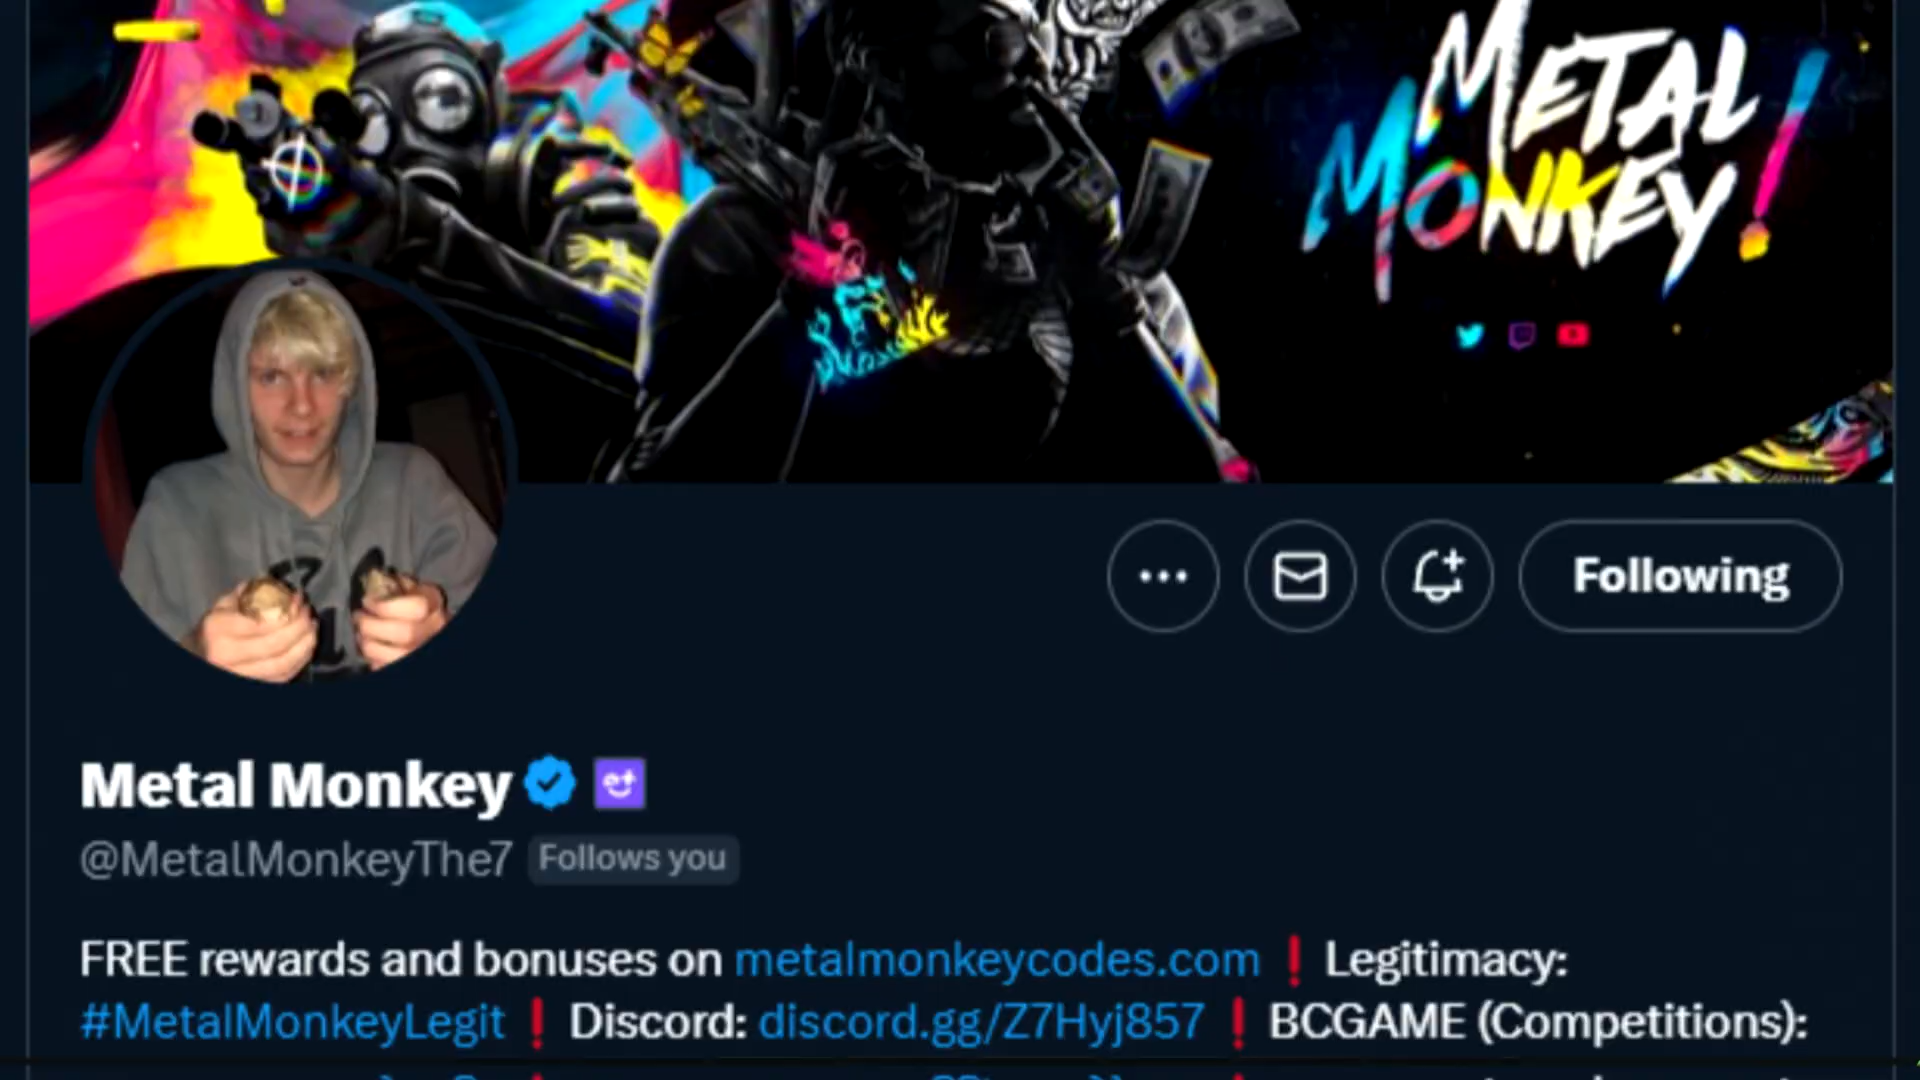 METAL
MONKEY!
Following
Metal Monkey
@MetalMonkeyThe7 Follows you
FREE rewards and bonuses on metalmonkeycodes.com ❗ Legitimacy:
#MetalMonkeyLegit ❗ Discord: discord.gg/Z7Hyj857 ❗ BCGAME (Competitions):